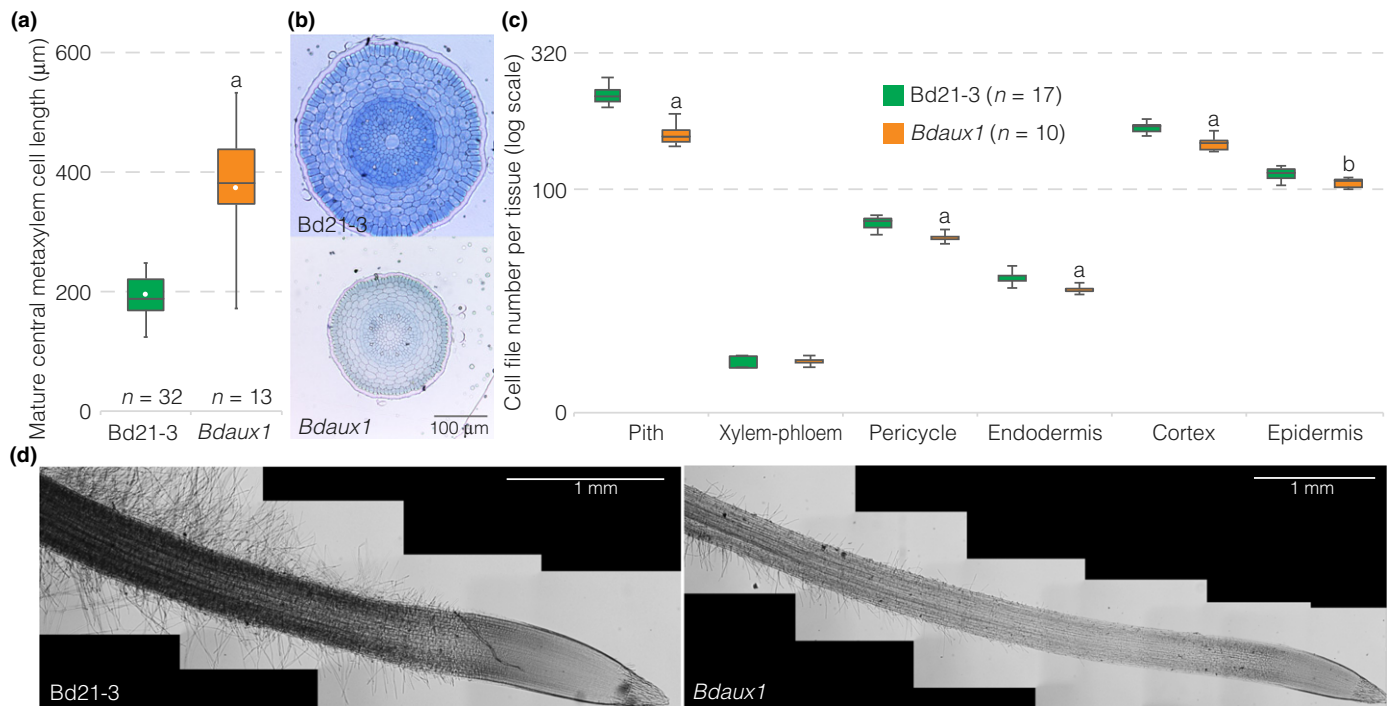 (a)
Mature central metaxylem cell length (μm)
600
400
200
0
a
n = 32
n = 13
Bd21-3
Bdaux1
(b)
Bd21-3
Bdaux1
100 μm
(c)
Cell file number per tissue (log scale)
320
100
0
Bd21-3 (n = 17)
Bdaux1 (n = 10)
a
a
a
a
b
Pith
Xylem-phloem
Pericycle
Endodermis
Cortex
Epidermis
(d)
1 mm
Bd21-3
1 mm
Bdaux1